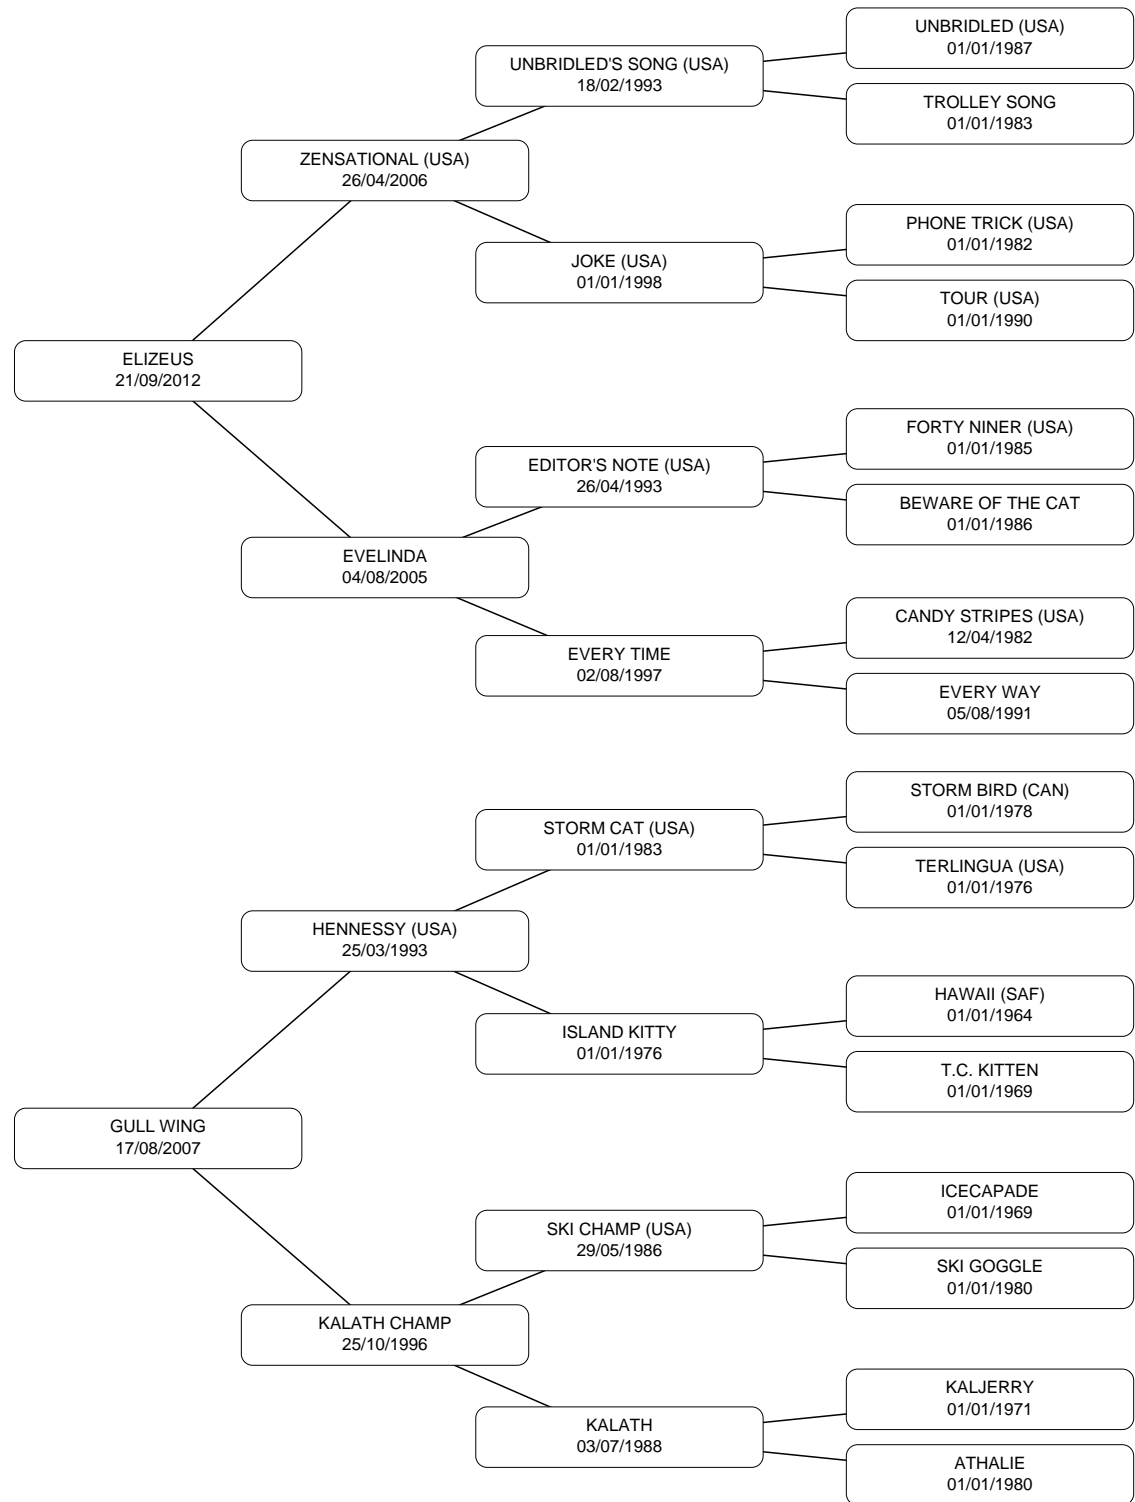 UNBRIDLED (USA)
01/01/1987
UNBRIDLED'S SONG (USA)
18/02/1993
TROLLEY SONG
01/01/1983
ZENSATIONAL (USA)
26/04/2006
PHONE TRICK (USA)
01/01/1982
JOKE (USA)
01/01/1998
TOUR (USA)
01/01/1990
ELIZEUS
21/09/2012
FORTY NINER (USA)
01/01/1985
EDITOR'S NOTE (USA)
26/04/1993
BEWARE OF THE CAT
01/01/1986
EVELINDA
04/08/2005
CANDY STRIPES (USA)
12/04/1982
EVERY TIME
02/08/1997
EVERY WAY
05/08/1991
STORM BIRD (CAN)
01/01/1978
STORM CAT (USA)
01/01/1983
TERLINGUA (USA)
01/01/1976
HENNESSY (USA)
25/03/1993
HAWAII (SAF)
01/01/1964
ISLAND KITTY
01/01/1976
T.C. KITTEN
01/01/1969
GULL WING
17/08/2007
ICECAPADE
01/01/1969
SKI CHAMP (USA)
29/05/1986
SKI GOGGLE
01/01/1980
KALATH CHAMP
25/10/1996
KALJERRY
01/01/1971
KALATH
03/07/1988
ATHALIE
01/01/1980